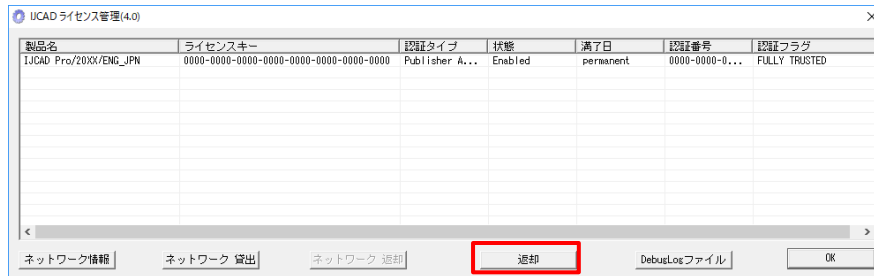 IJCAD ライセンス管理(4.0)
製品名 ライセンスキー 認証タイプ 状態 満了日 認証番号 認証フラグ
IJCAD Pro/20XX/ENG_JPN 0000-0000-0000-0000-0000-0000-0000 Publisher A... Enabled permanent 0000-0000-0... FULLY TRUSTED
ネットワーク情報 ネットワーク 貸出 ネットワーク 返却 返却 DebugLogファイル OK